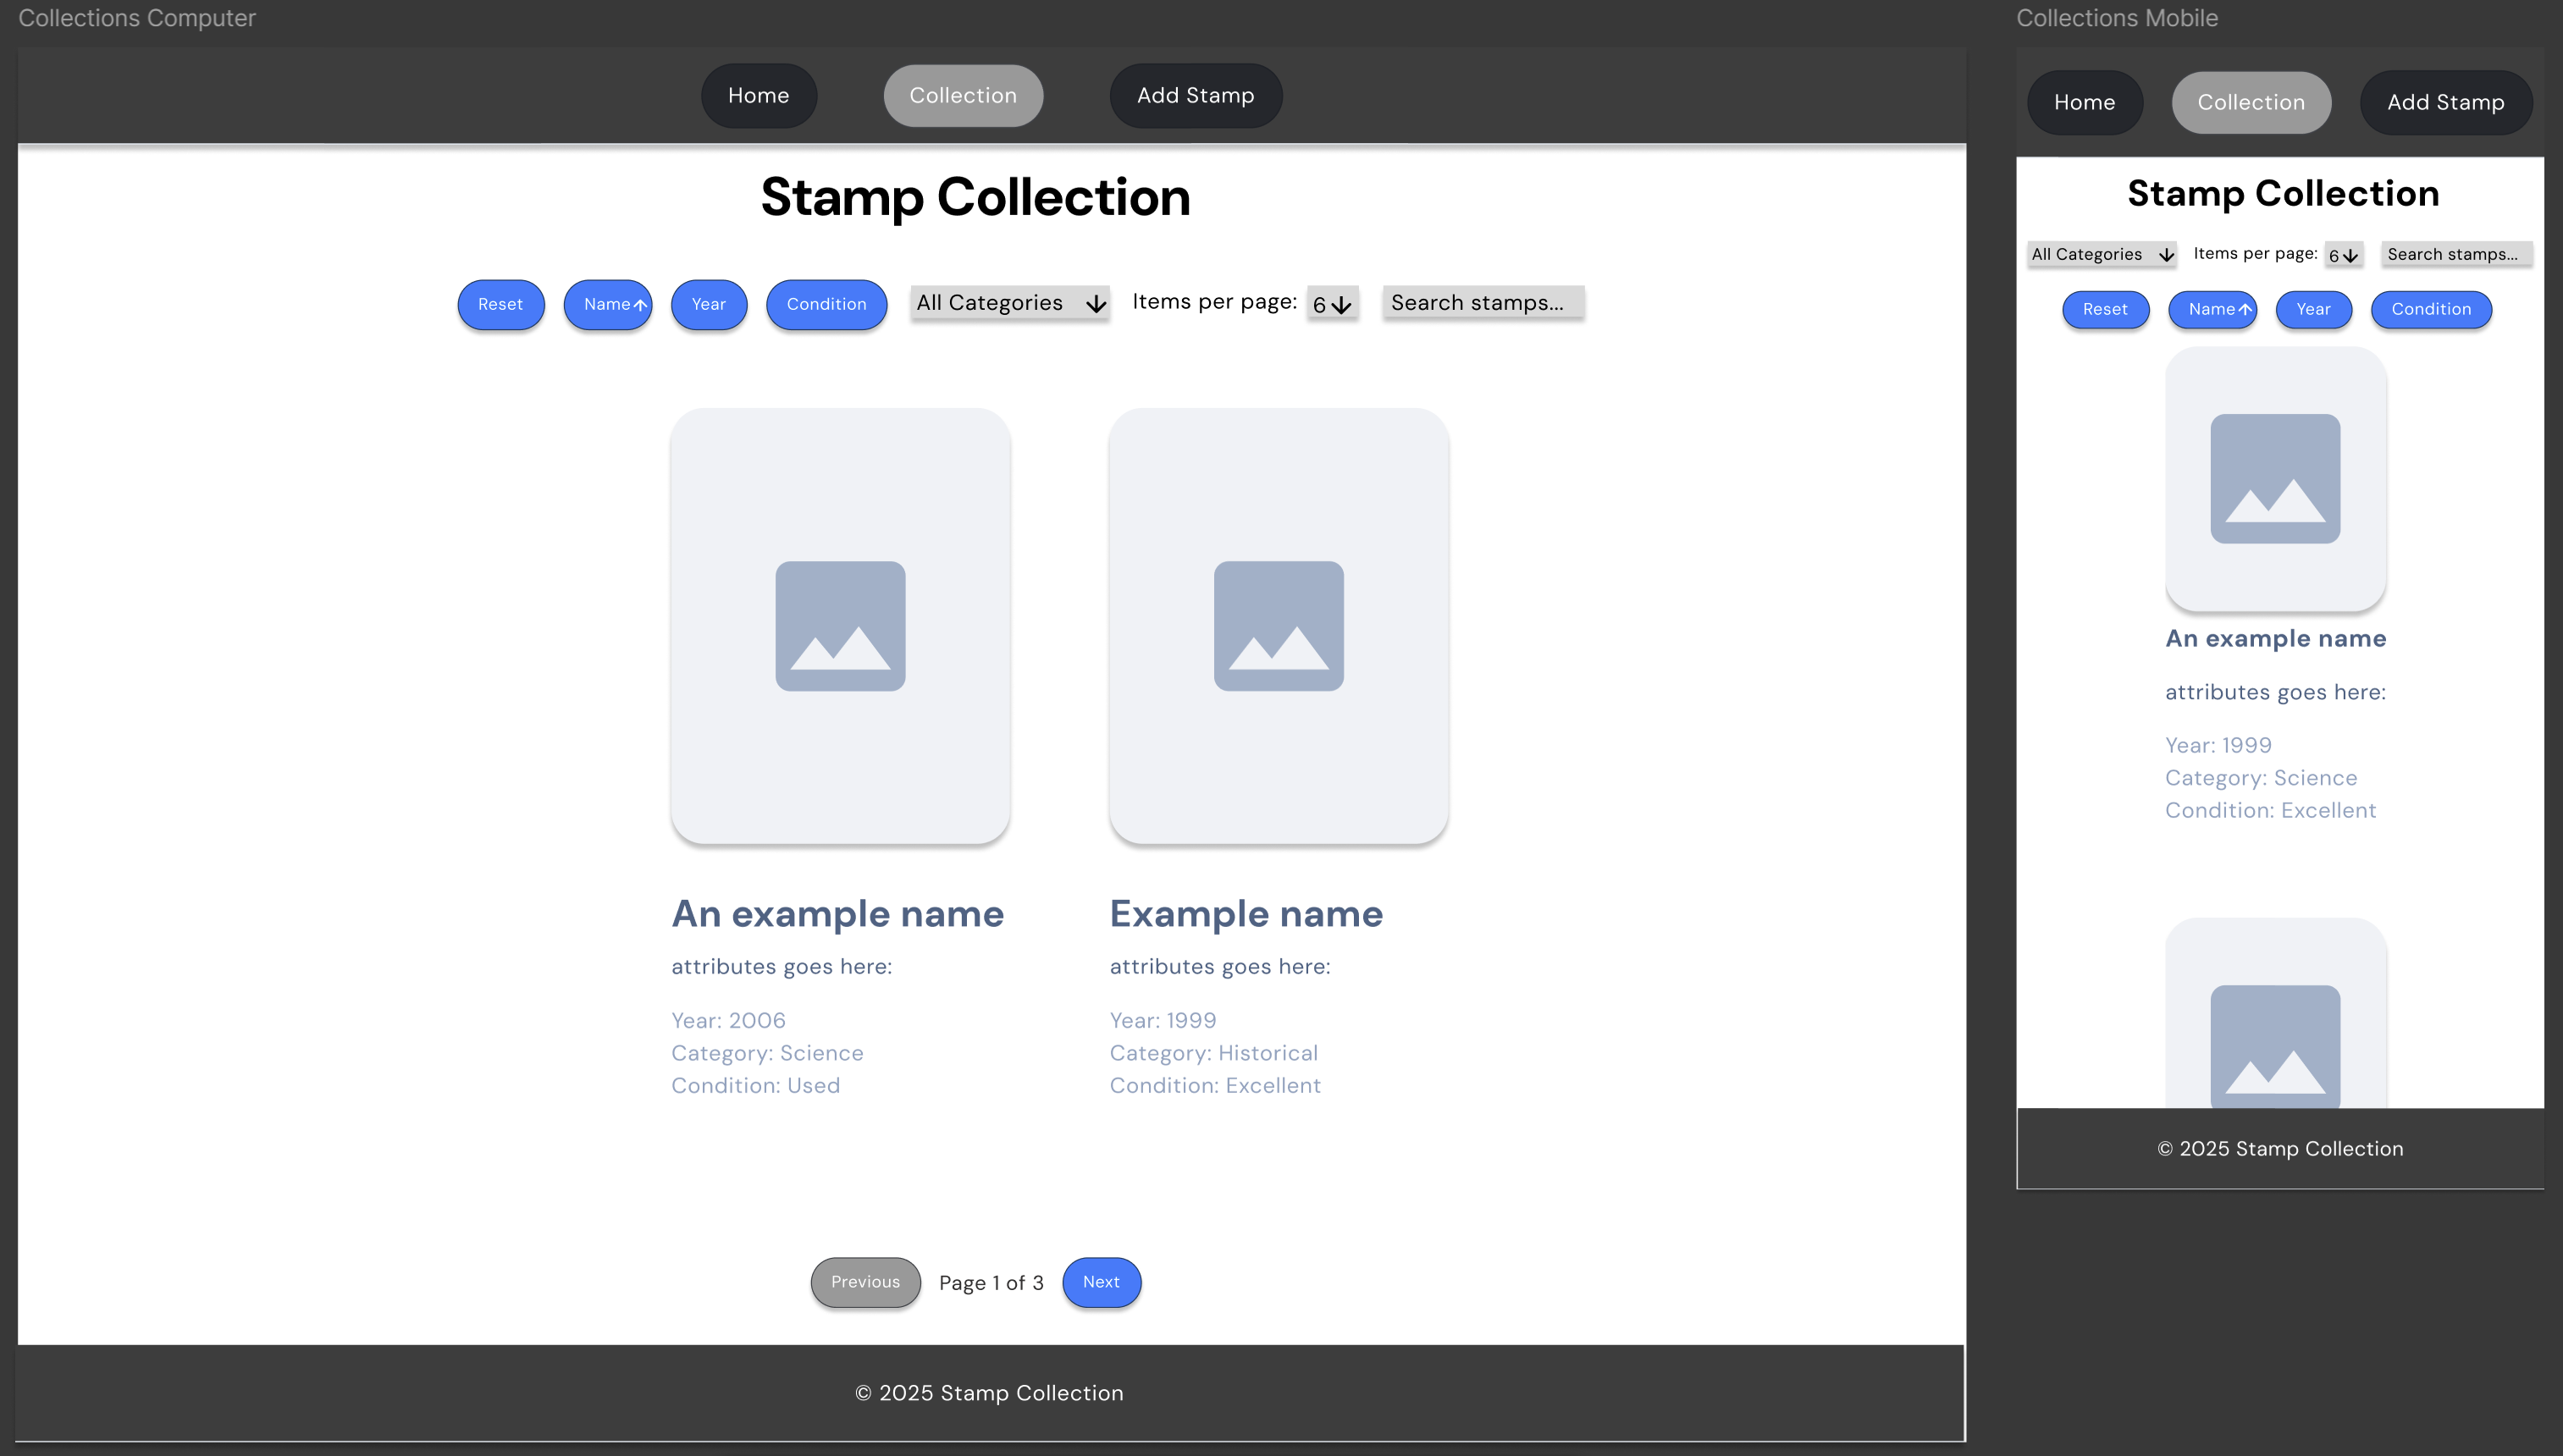 Collections Computer
Home Collection Add Stamp
Stamp Collection
Reset Name Year Condition All Categories Items per page: 6 Search stamps...
An example name
attributes goes here:
Year: 2006
Category: Science
Condition: Used
Example name
attributes goes here:
Year: 1999
Category: Historical
Condition: Excellent
Previous Page 1 of 3 Next
© 2025 Stamp Collection
Collections Mobile
Home Collection Add Stamp
Stamp Collection
All Categories Items per page: 6 Search stamps...
Reset Name Year Condition
An example name
attributes goes here:
Year: 1999
Category: Science
Condition: Excellent
© 2025 Stamp Collection